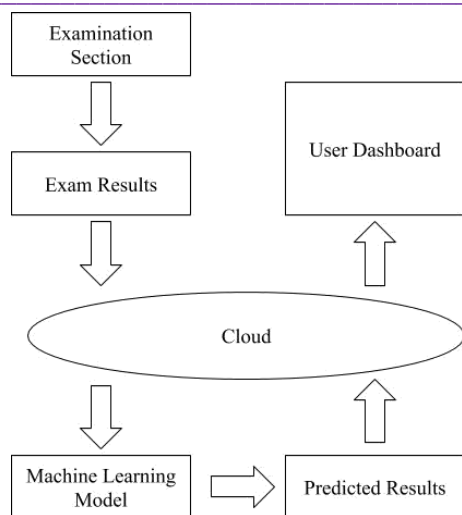 Examination
Section
Exam Results
User Dashboard
Cloud
Machine Learning
Model
Predicted Results